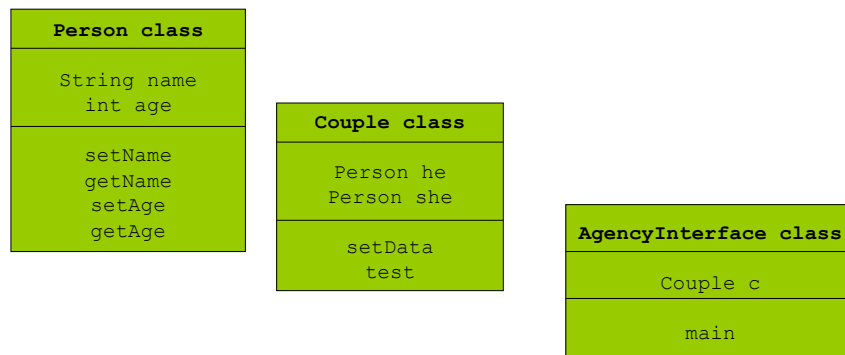 Person class
String name
int age
setName
getName
setAge
getAge
Couple class
Person he
Person she
setData
test
AgencyInterface class
Couple c
main